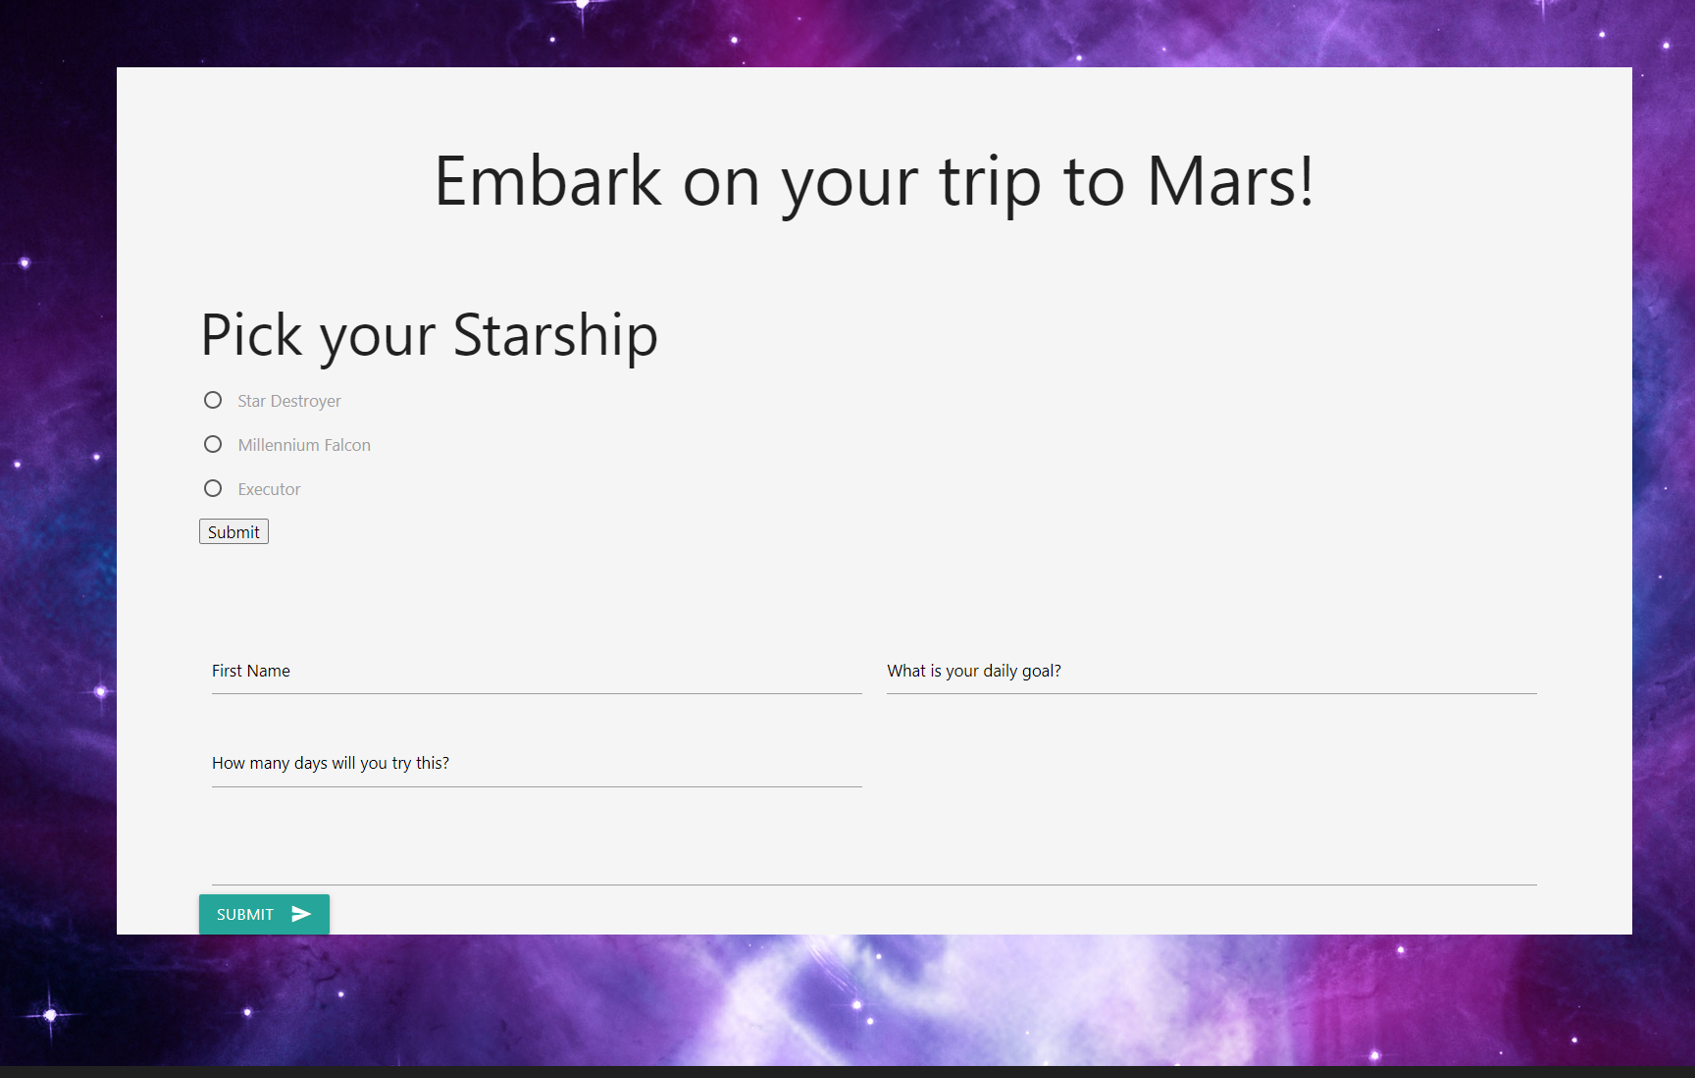 Embark on your trip to Mars!
Pick your Starship
Star Destroyer
Millennium Falcon
Executor
Submit
First Name
What is your daily goal?
How many days will you try this?
SUBMIT